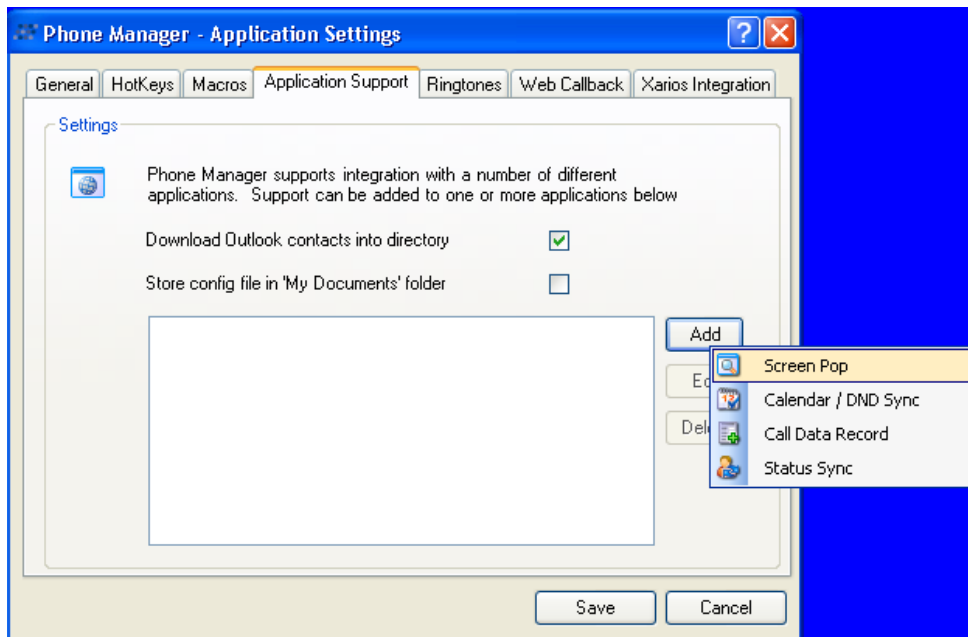 Phone Manager - Application Settings
General HotKeys Macros Application Support Ringtones Web Callback Xarios Integration
Settings
Phone Manager supports integration with a number of different
applications. Support can be added to one or more applications below
Download Outlook contacts into directory
Store config file in 'My Documents' folder
Add
Screen Pop
Calendar / DND Sync
Call Data Record
Status Sync
Save Cancel